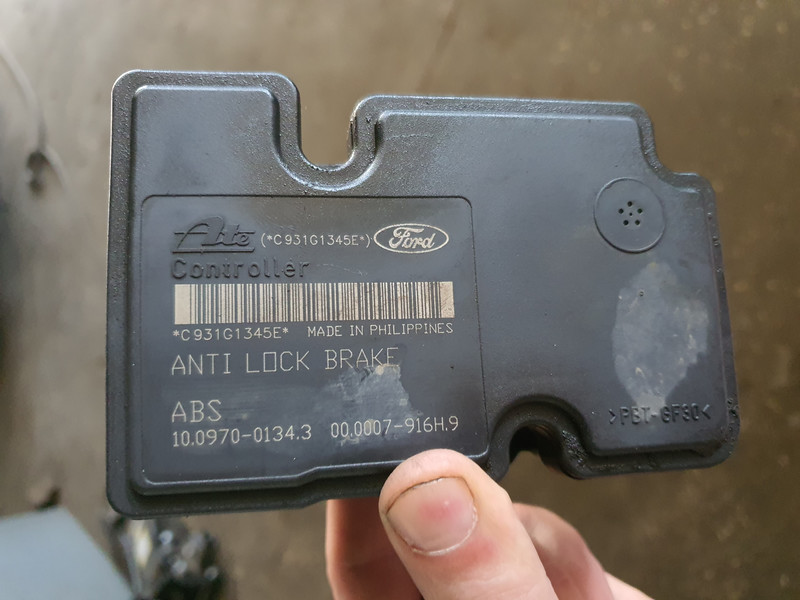 Ate (*C931G1345E*) Ford
Controller
*C931G1345E* MADE IN PHILIPPINES
ANTI LOCK BRAKE
ABS
10.0970-0134.3 00.0007-916H.9
>PBT-GF30<